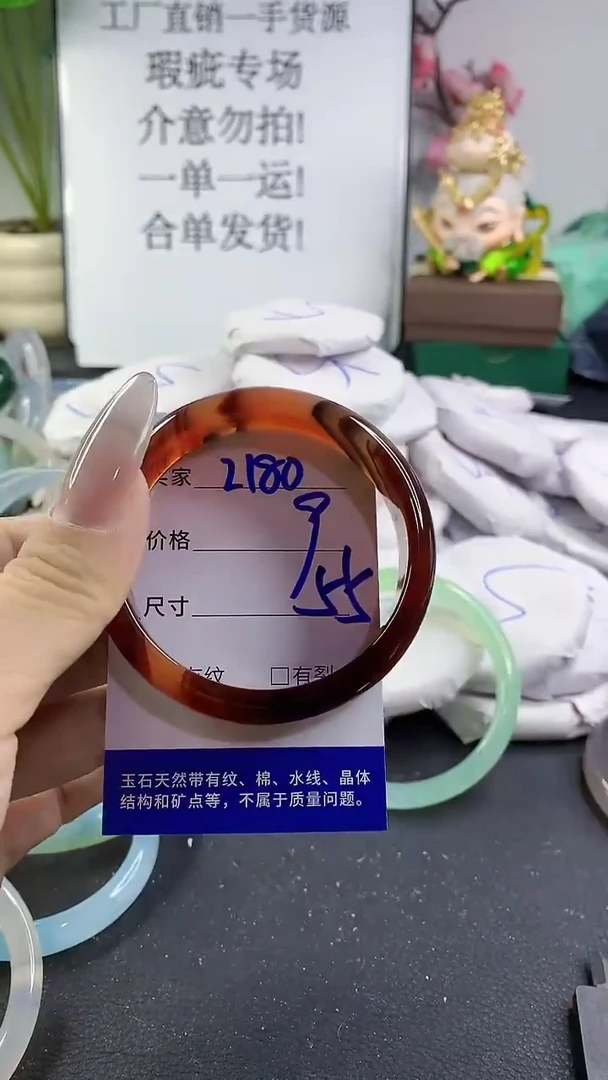 工厂直销一手货源
瑕疵专场
介意勿拍!
一单一运!
合单发货!
买家 2180
价格 9
尺寸 55
有纹 □有裂
玉石天然带有纹、棉、水线、晶体
结构和矿点等，不属于质量问题。